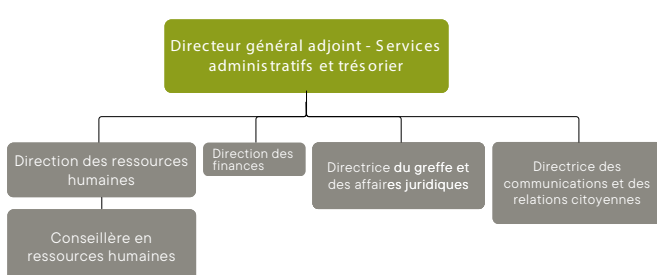 Directeur général adjoint - Services
administratifs et trésorier
Direction des ressources
humaines
Direction des
finances
Directrice du greffe et
des affaires juridiques
Directrice des
communications et des
relations citoyennes
Conseillère en
ressources humaines